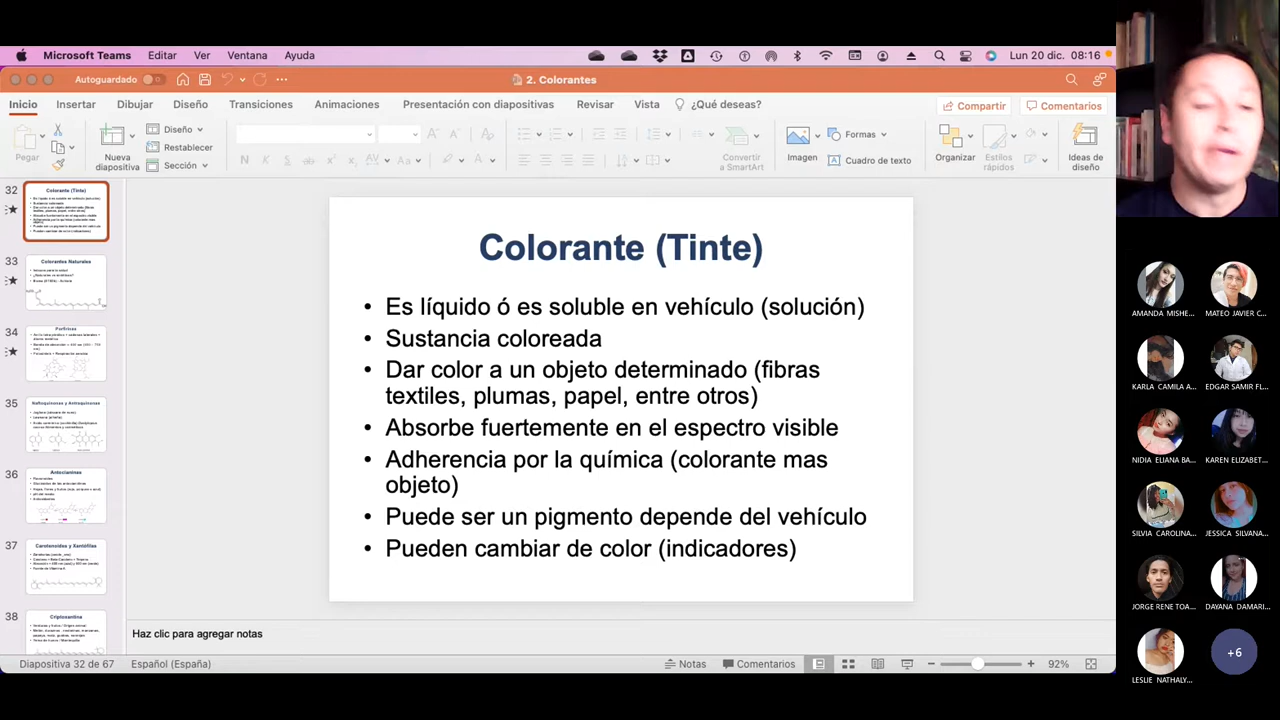 Microsoft Teams Editar Ver Ventana Ayuda Lun 20 dic. 08:16
Autoguardado 2. Colorantes
Inicio Insertar Dibujar Diseño Transiciones Animaciones Presentación con diapositivas Revisar Vista ¿Qué deseas? Compartir Comentarios
Pegar
Nueva
diapositiva
Diseño
Restablecer
Sección
N K S ab
Convertir
a SmartArt
Imagen
Formas
Cuadro de texto
Organizar
Estilos
rápidos
Ideas de
diseño
32
Colorante (Tinte)
33
Colorantes Naturales
34
Porfirinas
35
Naftoquinonas y Antraquinonas
36
Antocianinas
37
Carotenoides y Xantófilas
38
Criptoxantina
Colorante (Tinte)
• Es líquido ó es soluble en vehículo (solución)
• Sustancia coloreada
• Dar color a un objeto determinado (fibras
textiles, plumas, papel, entre otros)
• Absorbe fuertemente en el espectro visible
• Adherencia por la química (colorante mas
objeto)
• Puede ser un pigmento depende del vehículo
• Pueden cambiar de color (indicadores)
Haz clic para agregar notas
Diapositiva 32 de 67 Español (España) Notas Comentarios 92%
AMANDA MISHE... MATEO JAVIER C...
KARLA CAMILA A... EDGAR SAMIR FL...
NIDIA ELIANA BA... KAREN ELIZABET...
SILVIA CAROLINA... JESSICA SILVANA...
JORGE RENE TOA... DAYANA DAMARI...
LESLIE NATHALY... +6